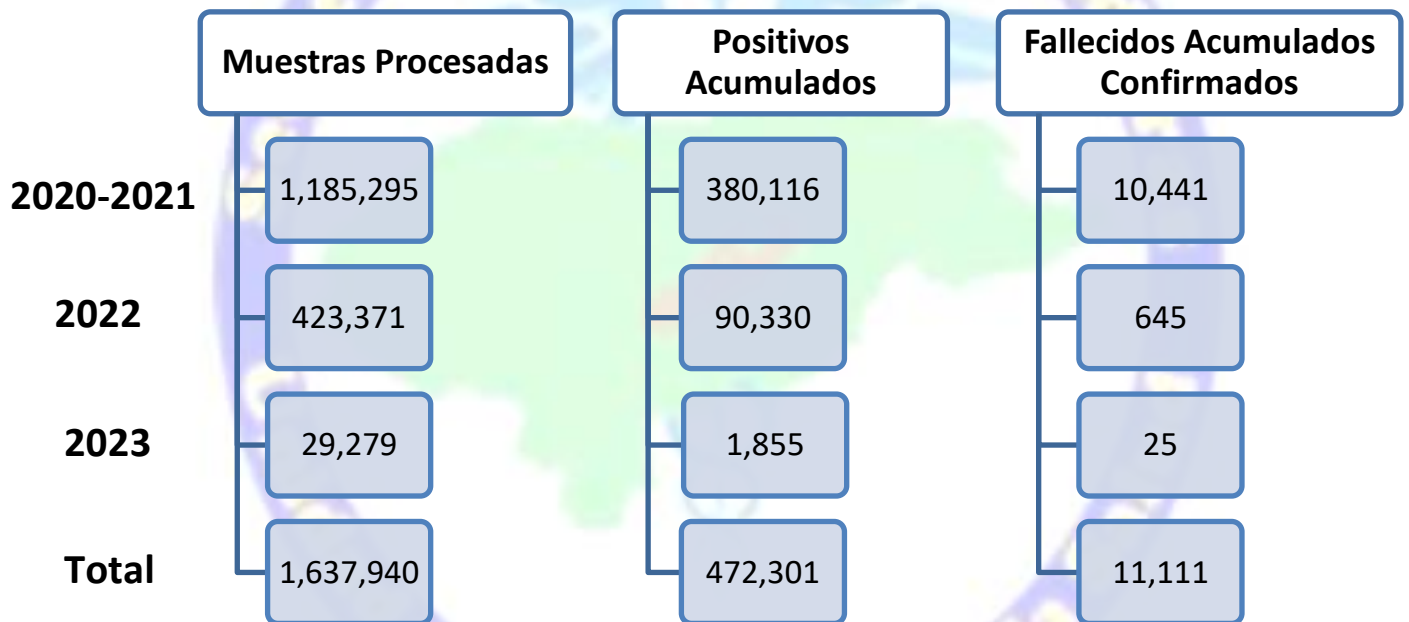 Muestras Procesadas
Positivos
Acumulados
Fallecidos Acumulados
Confirmados
2020-2021
1,185,295
380,116
10,441
2022
423,371
90,330
645
2023
29,279
1,855
25
Total
1,637,940
472,301
11,111